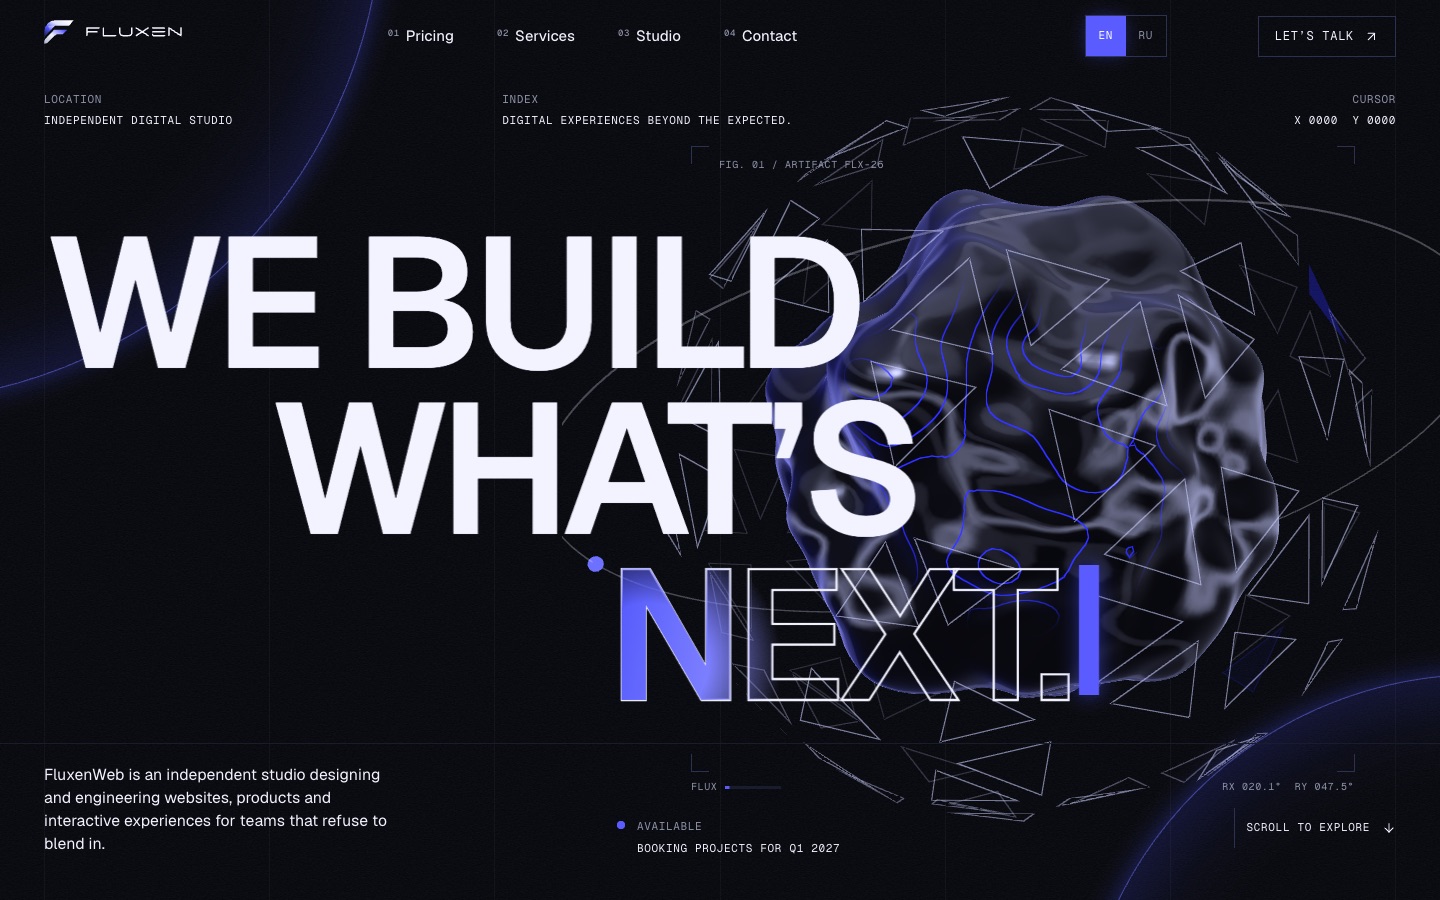 FLUXEN
01 Pricing
02 Services
03 Studio
04 Contact
EN
RU
LET'S TALK
LOCATION
INDEPENDENT DIGITAL STUDIO
INDEX
DIGITAL EXPERIENCES BEYOND THE EXPECTED.
CURSOR
X 0000 Y 0000
FIG. 01 / ARTIFACT FLX-26
WE BUILD
WHAT’S
NEXT.
FluxenWeb is an independent studio designing
and engineering websites, products and
interactive experiences for teams that refuse to
blend in.
FLUX
RX 020.1° RY 047.5°
AVAILABLE
BOOKING PROJECTS FOR Q1 2027
SCROLL TO EXPLORE